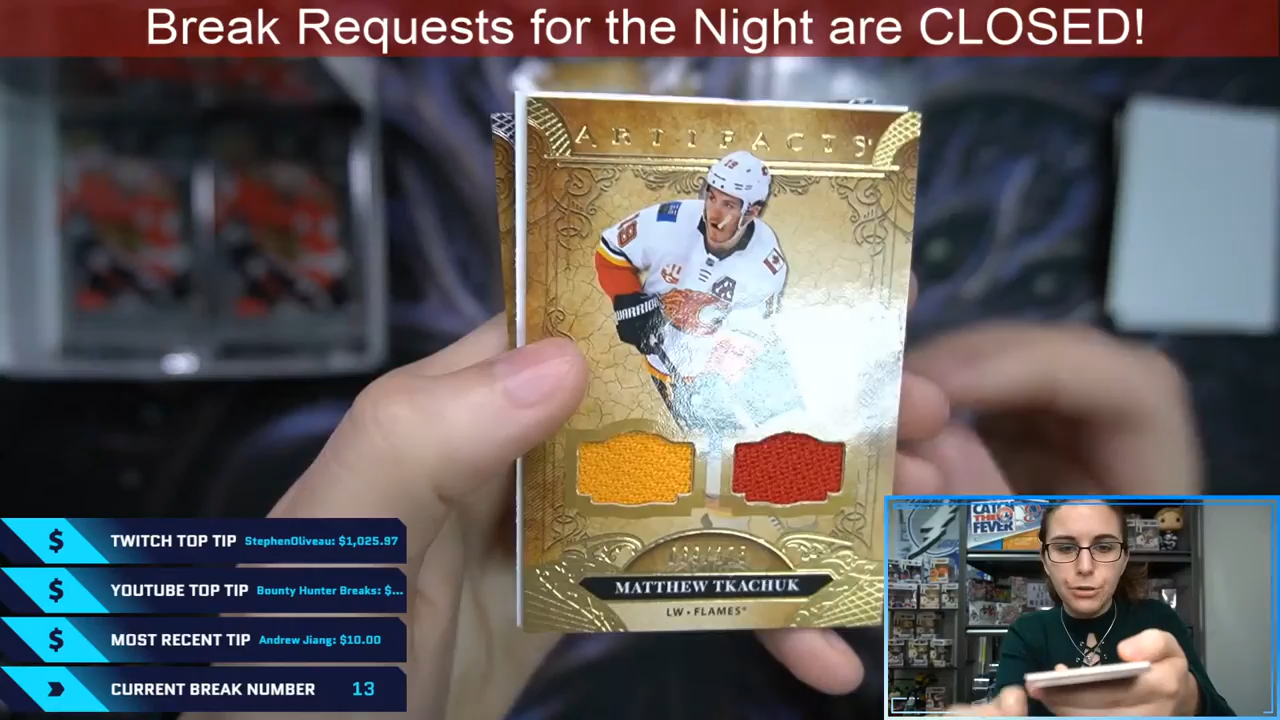 Break Requests for the Night are CLOSED!
ARTIFACTS
19
19
WARRIOR
MATTHEW TKACHUK
LW • FLAMES
CATCH
THE
FEVER
TWITCH TOP TIP StephenOliveau: $1,025.97
YOUTUBE TOP TIP Bounty Hunter Breaks: $...
MOST RECENT TIP Andrew Jiang: $10.00
CURRENT BREAK NUMBER 13